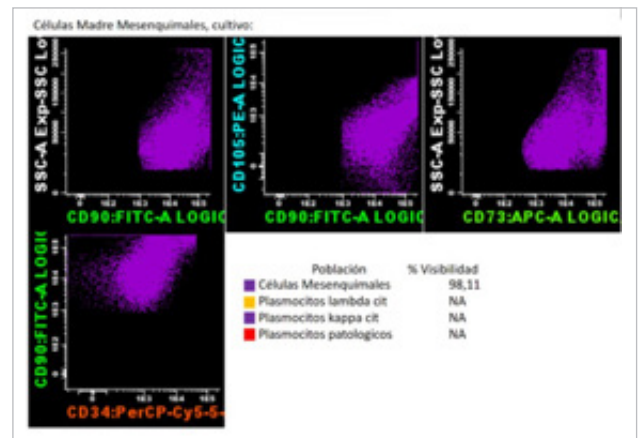 Células Madre Mesenquimales, cultivo:
SSC-A Exp-SSC Lo
CD90:FITC-A LOGIC
CD105:PE-A LOGIC
CD90:FITC-A LOGIC
SSC-A Exp-SSC Lo
CD73:APC-A LOGIC
CD90:FITC-A LOGIC
CD34:PerCP-Cy5-5-
Población % Visibilidad
Células Mesenquimales 98,11
Plasmocitos lambda cit NA
Plasmocitos kappa cit NA
Plasmocitos patologicos NA